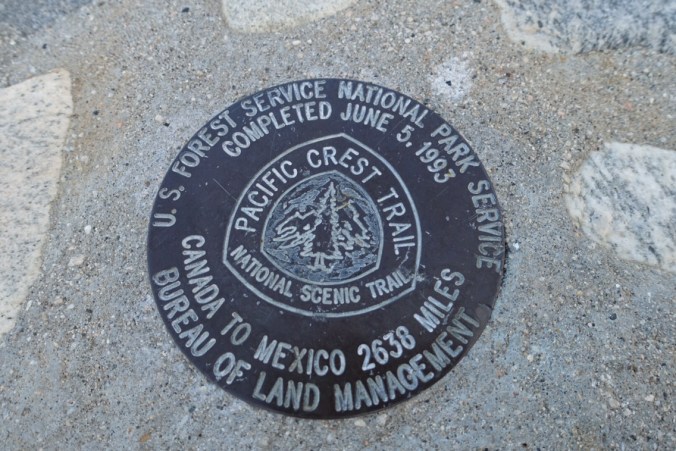 U. S. FOREST SERVICE NATIONAL PARK SERVICE
COMPLETED JUNE 5, 1993
PACIFIC CREST TRAIL
NATIONAL SCENIC TRAIL
CANADA TO MEXICO 2638 MILES
BUREAU OF LAND MANAGEMENT